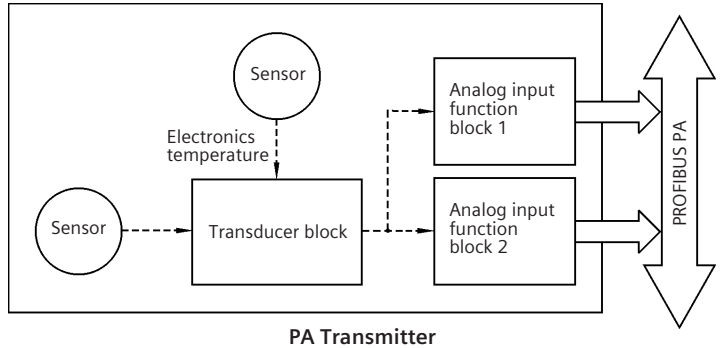 Sensor
Electronics
temperature
Sensor
Transducer block
Analog input
function
block 1
Analog input
function
block 2
PROFIBUS PA
PA Transmitter